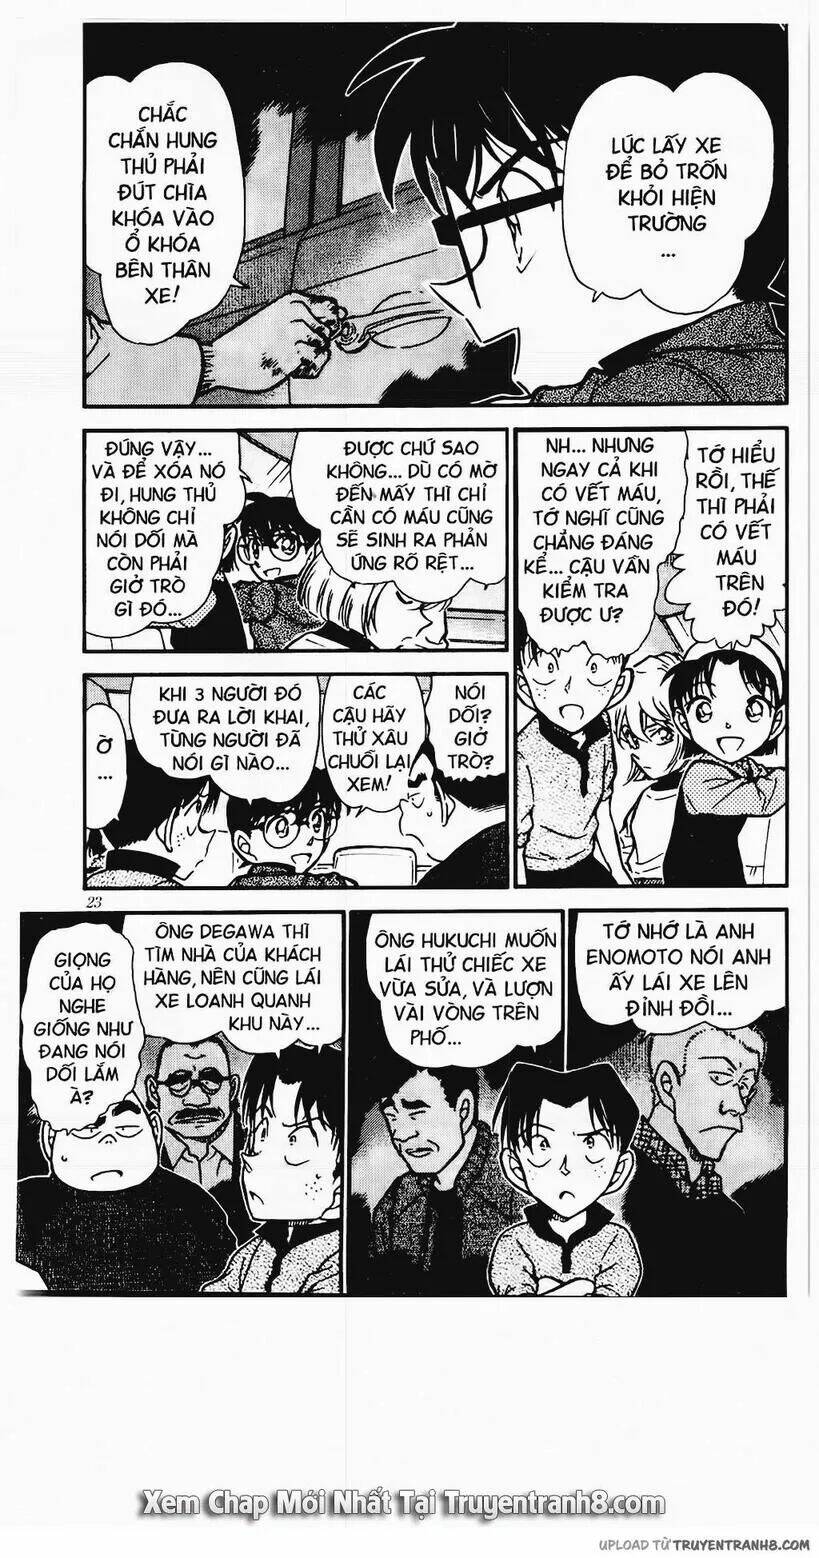 LÚC LẤY XE
ĐỂ BỎ TRỐN
KHỎI HIỆN
TRƯỜNG
...
CHẮC
CHẮN HUNG
THỦ PHẢI
ĐÚT CHÌA
KHÓA VÀO
Ổ KHÓA
BÊN THÂN
XE!
TỚ HIỂU
RỒI, THẾ
THÌ PHẢI
CÓ VẾT
MÁU
TRÊN
ĐÓ!
NH... NHƯNG
NGAY CẢ KHI
CÓ VẾT MÁU,
TỚ NGHĨ CŨNG
CHẲNG ĐÁNG
KỂ... CẬU VẪN
KIỂM TRA
ĐƯỢC Ư?
ĐƯỢC CHỨ SAO
KHÔNG... DÙ CÓ MỜ
ĐẾN MẤY THÌ CHỈ
CẦN CÓ MÁU CŨNG
SẼ SINH RA PHẢN
ỨNG RÕ RỆT...
ĐÚNG VẬY...
VÀ ĐỂ XÓA NÓ
ĐI, HUNG THỦ
KHÔNG CHỈ
NÓI DỐI MÀ
CÒN PHẢI
GIỞ TRÒ
GÌ ĐÓ...
NÓI
DỐI?
GIỞ
TRÒ?
CÁC
CẬU HÃY
THỬ XÂU
CHUỖI LẠI
XEM!
KHI 3 NGƯỜI ĐÓ
ĐƯA RA LỜI KHAI,
TỪNG NGƯỜI ĐÃ
NÓI GÌ NÀO...
Ờ
...
23
TỚ NHỚ LÀ ANH
ENOMOTO NÓI ANH
ẤY LÁI XE LÊN
ĐỈNH ĐỒI...
ÔNG HUKUCHI MUỐN
LÁI THỬ CHIẾC XE
VỪA SỬA, VÀ LƯỢN
VÀI VÒNG TRÊN
PHỐ...
ÔNG DEGAWA THÌ
TÌM NHÀ CỦA KHÁCH
HÀNG, NÊN CŨNG LÁI
XE LOANH QUANH
KHU NÀY...
GIỌNG
CỦA HỌ
NGHE
GIỐNG NHƯ
ĐANG NÓI
DỐI LẮM
À?
Xem Chap Mới Nhất Tại Truyentranh8.com
UPLOAD TỪ TRUYENTRANH8.COM